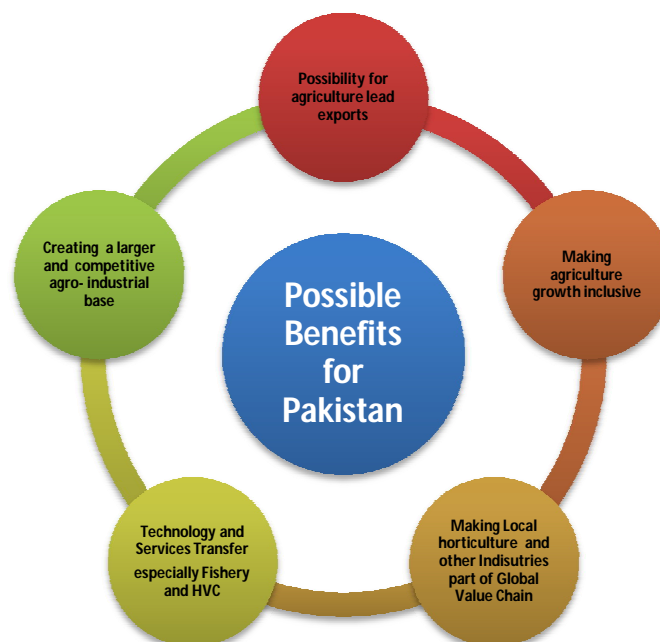 Possibility for
agriculture lead
exports
Creating a larger
and competitive
agro- industrial
base
Making
agriculture
growth inclusive
Possible
Benefits
for
Pakistan
Technology and
Services Transfer
especially Fishery
and HVC
Making Local
horticulture and
other Indisutries
part of Global
Value Chain